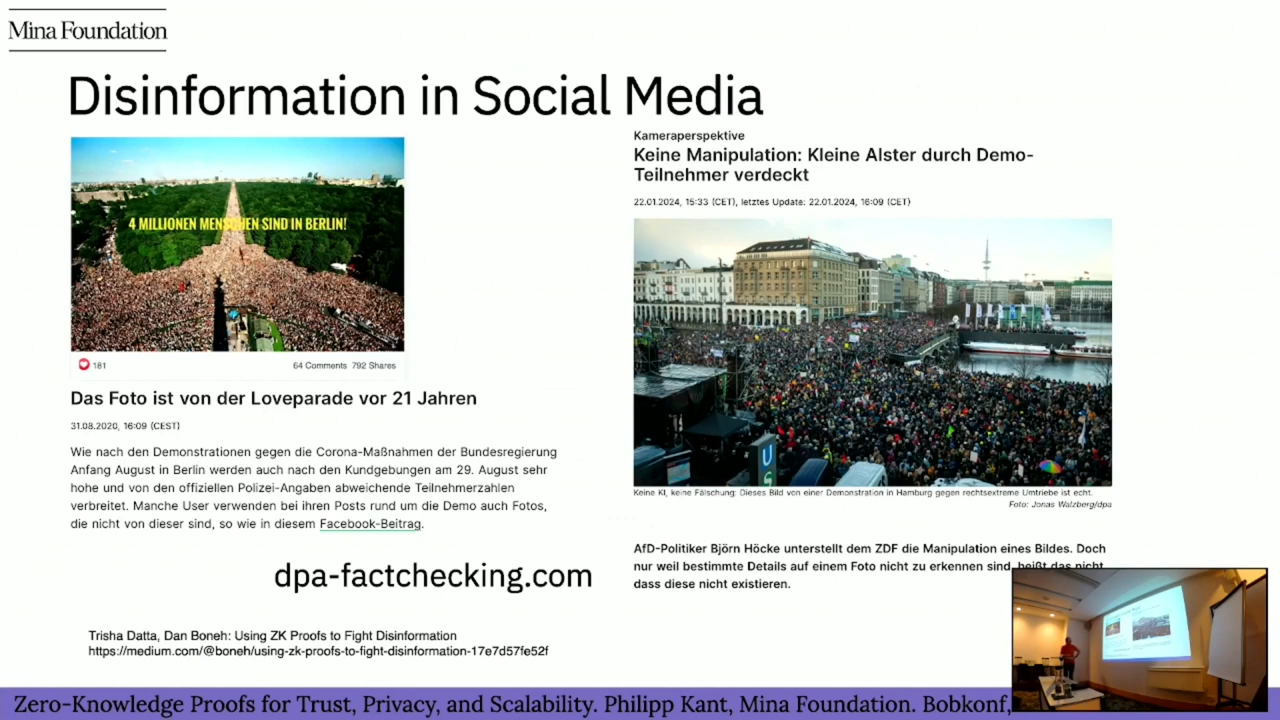 Mina Foundation
Disinformation in Social Media
4 MILLIONEN MENSCHEN SIND IN BERLIN!
181
64 Comments 792 Shares
Das Foto ist von der Loveparade vor 21 Jahren
31.08.2020, 16:09 (CEST)
Wie nach den Demonstrationen gegen die Corona-Maßnahmen der Bundesregierung
Anfang August in Berlin werden auch nach den Kundgebungen am 29. August sehr
hohe und von den offiziellen Polizei-Angaben abweichende Teilnehmerzahlen
verbreitet. Manche User verwenden bei ihren Posts rund um die Demo auch Fotos,
die nicht von dieser sind, so wie in diesem Facebook-Beitrag.
dpa-factchecking.com
Trisha Datta, Dan Boneh: Using ZK Proofs to Fight Disinformation
https://medium.com/@boneh/using-zk-proofs-to-fight-disinformation-17e7d57fe52f
Kameraperspektive
Keine Manipulation: Kleine Alster durch Demo-
Teilnehmer verdeckt
22.01.2024, 15:33 (CET), letztes Update: 22.01.2024, 16:09 (CET)
U
S
Keine KI, keine Fälschung: Dieses Bild von einer Demonstration in Hamburg gegen rechtsextreme Umtriebe ist echt.
Foto: Jonas Walzberg/dpa
AfD-Politiker Björn Höcke unterstellt dem ZDF die Manipulation eines Bildes. Doch
nur weil bestimmte Details auf einem Foto nicht zu erkennen sind, heißt das nicht,
dass diese nicht existieren.
Zero-Knowledge Proofs for Trust, Privacy, and Scalability. Philipp Kant, Mina Foundation. Bobkonf,